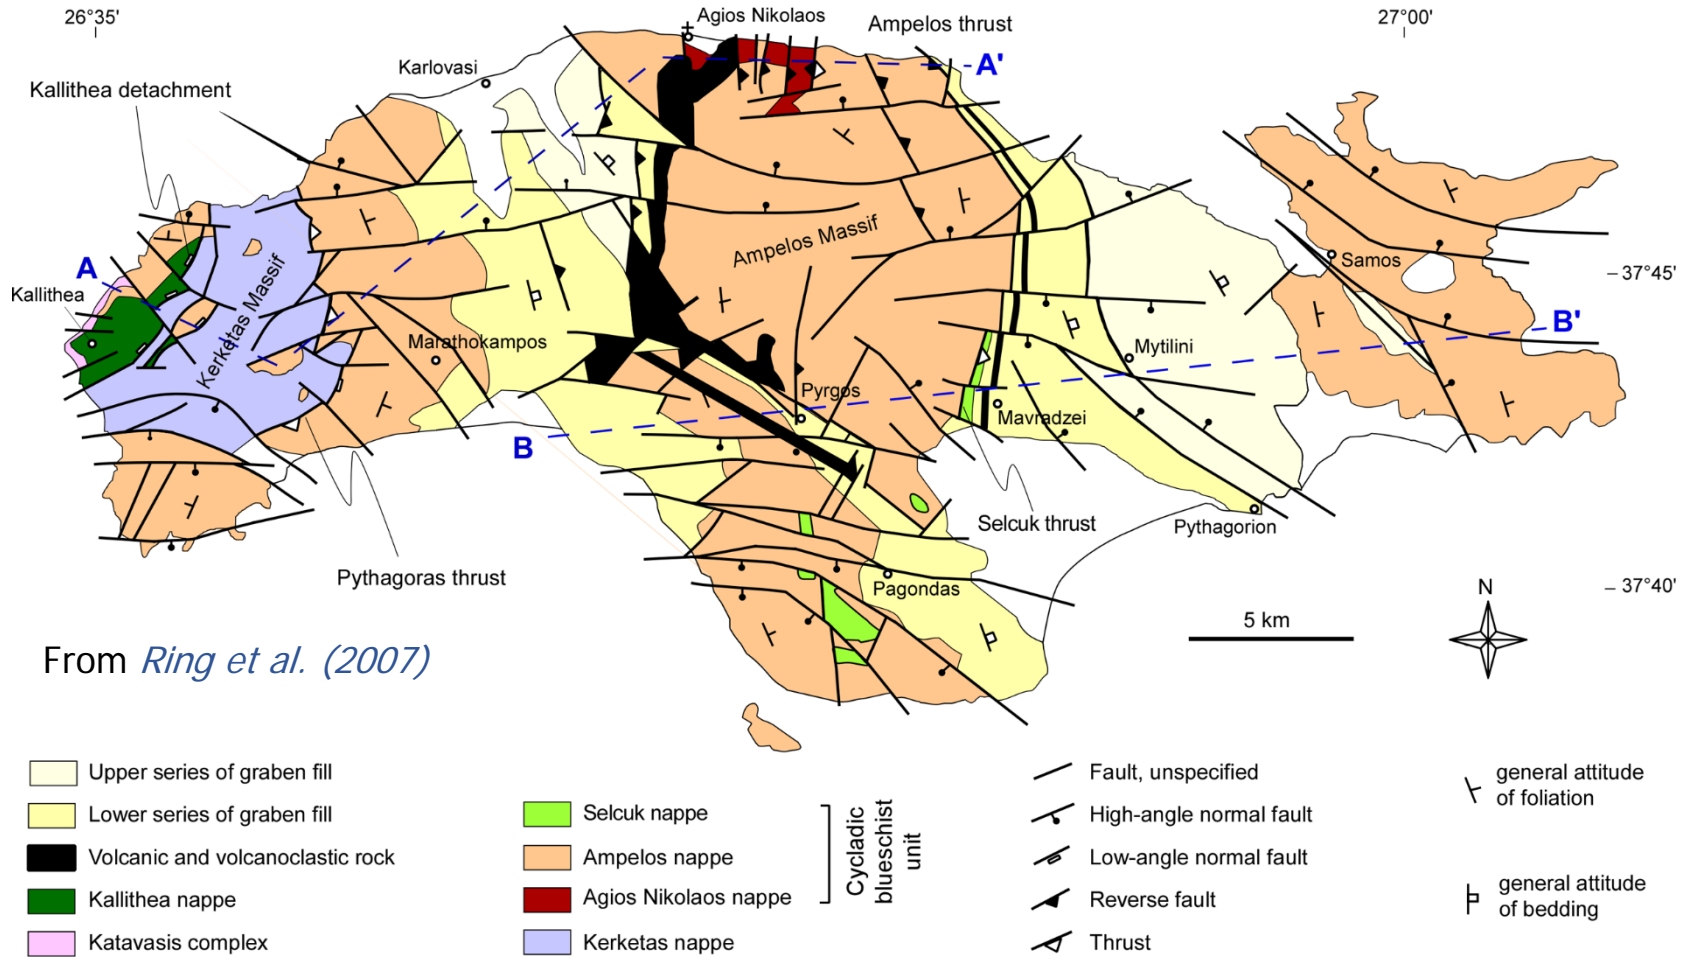 26°35'
Agios Nikolaos
Ampelos thrust
27°00'
Karlovasi
A'
Kallithea detachment
Ampelos Massif
Samos
37°45'
A
Kallithea
Kerketas Massif
B'
Marathokampos
Mytilini
Pyrgos
Mavradzei
B
Selcuk thrust
Pythagorion
Pythagoras thrust
Pagondas
37°40'
N
5 km
From Ring et al. (2007)
Upper series of graben fill
Lower series of graben fill
Volcanic and volcanoclastic rock
Kallithea nappe
Katavasis complex
Selcuk nappe
Ampelos nappe
Agios Nikolaos nappe
Kerketas nappe
Cycladic
blueschist
unit
Fault, unspecified
High-angle normal fault
Low-angle normal fault
Reverse fault
Thrust
general attitude
of foliation
general attitude
of bedding